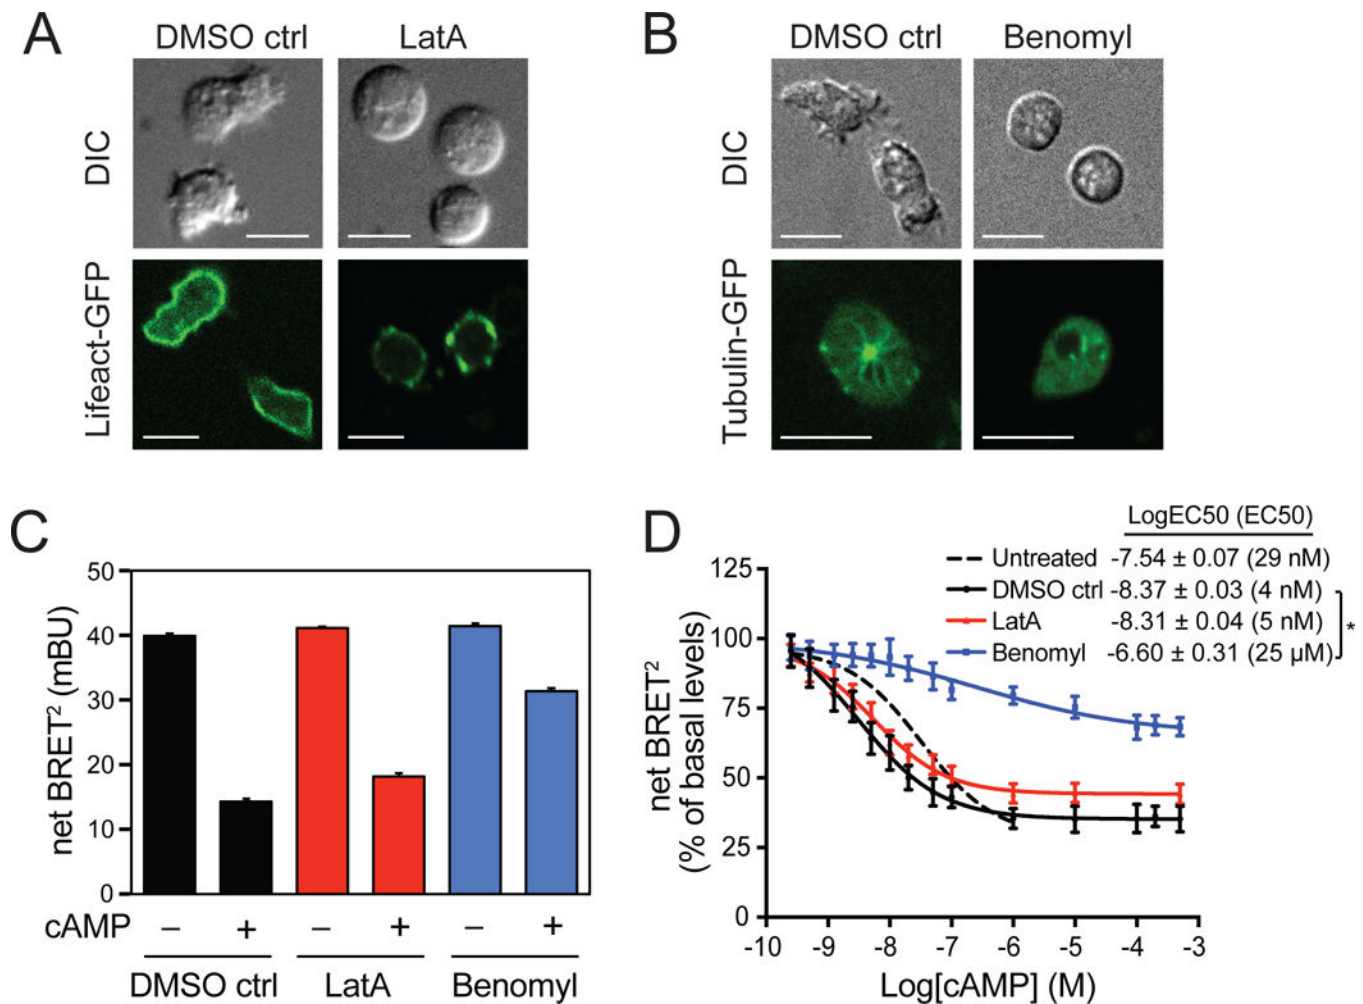 A
DMSO ctrl
LatA
DIC
Lifeact-GFP
B
DMSO ctrl
Benomyl
DIC
Tubulin-GFP
C
net BRET² (mBU)
50
40
30
20
10
0
cAMP – + – + – +
DMSO ctrl LatA Benomyl
D
LogEC50 (EC50)
Untreated -7.54 ± 0.07 (29 nM)
DMSO ctrl -8.37 ± 0.03 (4 nM)
LatA -8.31 ± 0.04 (5 nM)
Benomyl -6.60 ± 0.31 (25 µM)
*
net BRET²
(% of basal levels)
125
100
75
50
25
0
-10 -9 -8 -7 -6 -5 -4 -3
Log[cAMP] (M)